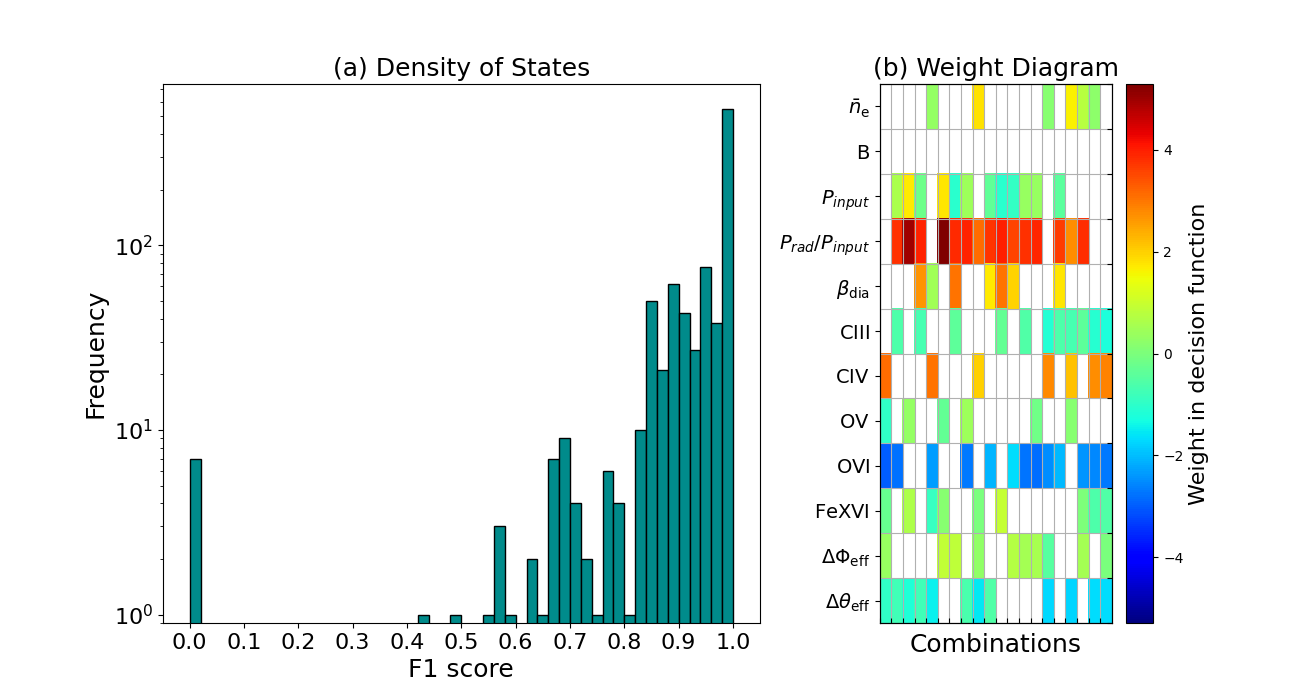 (a) Density of States
Frequency
10²
10¹
10⁰
0.0 0.1 0.2 0.3 0.4 0.5 0.6 0.7 0.8 0.9 1.0
F1 score
(b) Weight Diagram
n̄e
B
Pinput
Prad/Pinput
βdia
CIII
CIV
OV
OVI
FeXVI
ΔΦeff
Δθeff
Combinations
4
2
0
−2
−4
Weight in decision function